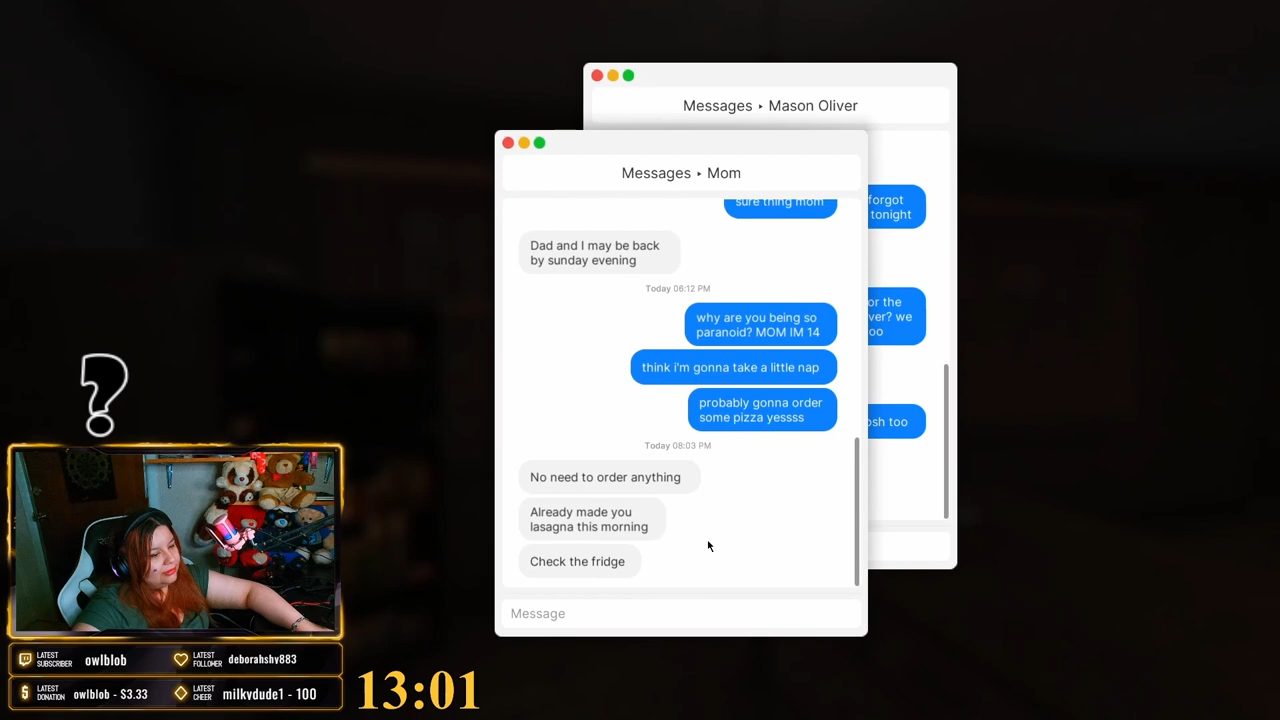 Messages ▸ Mason Oliver
Messages ▸ Mom
forgot
tonight
sure thing mom
Dad and I may be back
by sunday evening
Today 06:12 PM
or the
ver? we
oo
why are you being so
paranoid? MOM IM 14
think i'm gonna take a little nap
probably gonna order
some pizza yessss
osh too
Today 08:03 PM
No need to order anything
Already made you
lasagna this morning
Check the fridge
Message
?
LATEST
SUBSCRIBER
owlblob
LATEST
FOLLOWER
deborahshy883
LATEST
DONATION
owlblob - $3.33
LATEST
CHEER
milkydude1 - 100
13:01